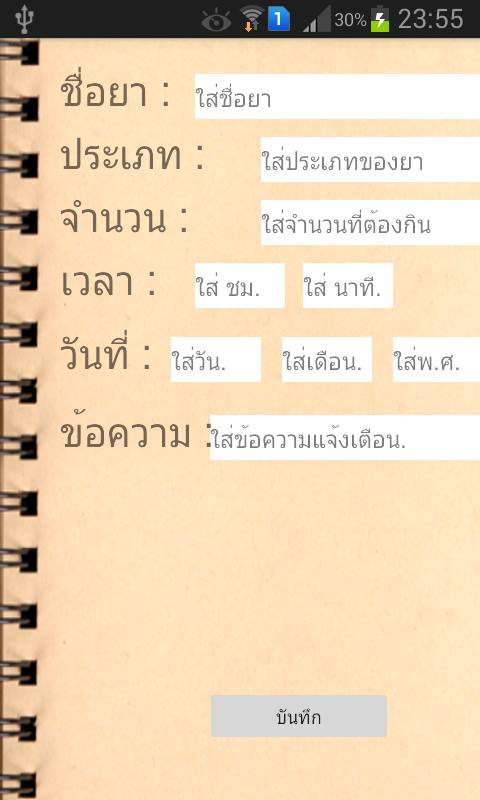 1 30% 23:55
ชื่อยา : ใส่ชื่อยา
ประเภท : ใส่ประเภทของยา
จำนวน : ใส่จำนวนที่ต้องกิน
เวลา : ใส่ ชม. ใส่ นาที.
วันที่ : ใส่วัน. ใส่เดือน. ใส่พ.ศ.
ข้อความ : ใส่ข้อความแจ้งเตือน.
บันทึก